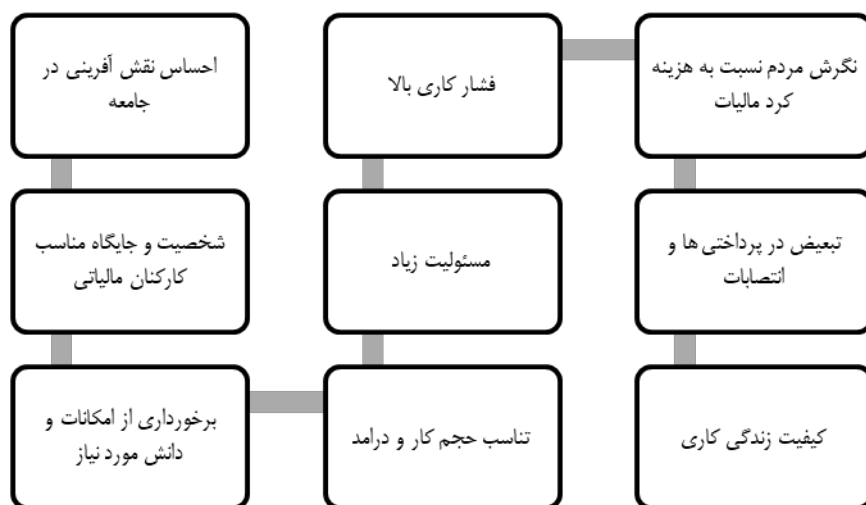 احساس نقش آفرینی در
جامعه
شخصیت و جایگاه مناسب
کارکنان مالیاتی
برخورداری از امکانات و
دانش مورد نیاز
تناسب حجم کار و درامد
مسئولیت زیاد
فشار کاری بالا
نگرش مردم نسبت به هزینه
کرد مالیات
تبعیض در پرداختی ها و
انتصابات
کیفیت زندگی کاری